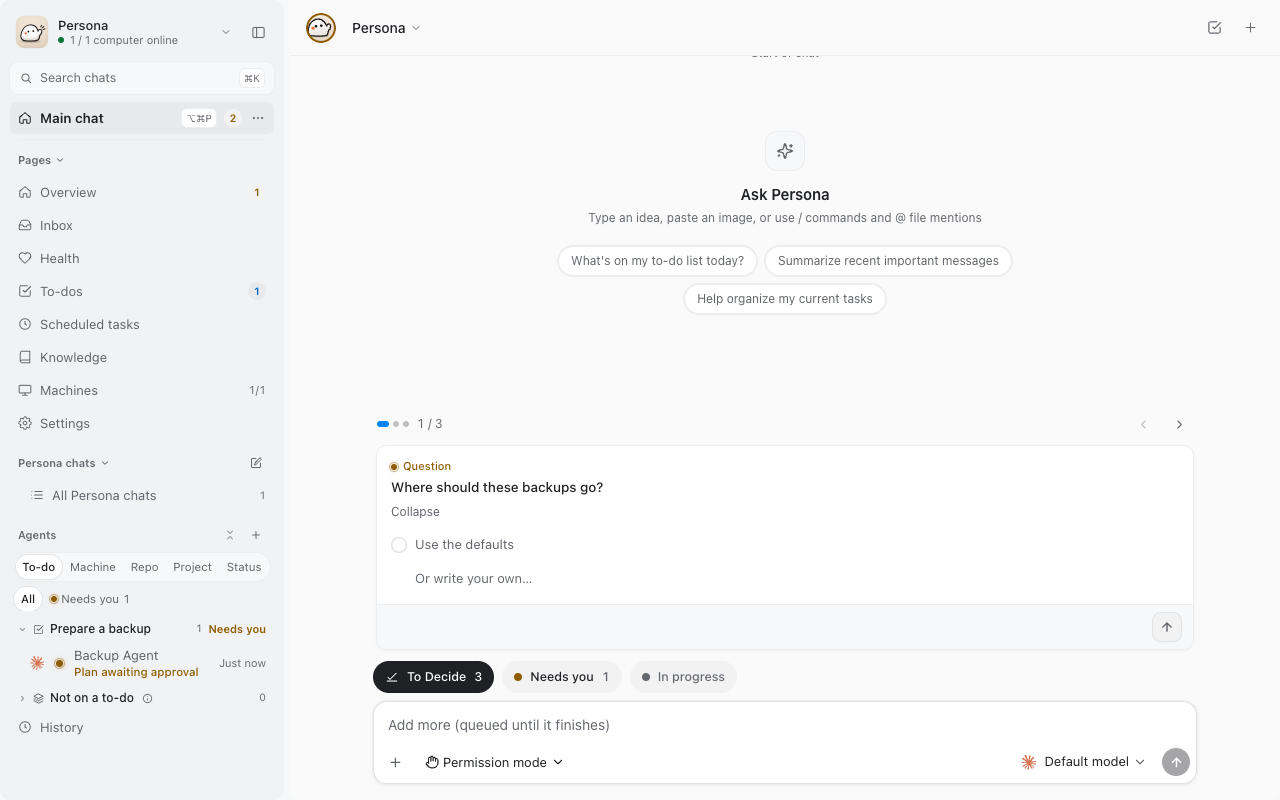 Persona
1 / 1 computer online
Search chats
⌘K
Main chat
⌥⌘P
2
Pages
Overview
1
Inbox
Health
To-dos
1
Scheduled tasks
Knowledge
Machines
1/1
Settings
Persona chats
All Persona chats
1
Agents
To-do
Machine
Repo
Project
Status
All
Needs you 1
Prepare a backup
1 Needs you
Backup Agent
Just now
Plan awaiting approval
Not on a to-do
0
History
Persona
Ask Persona
Type an idea, paste an image, or use / commands and @ file mentions
What's on my to-do list today?
Summarize recent important messages
Help organize my current tasks
1 / 3
Question
Where should these backups go?
Collapse
Use the defaults
Or write your own...
To Decide 3
Needs you 1
In progress
Add more (queued until it finishes)
Permission mode
Default model